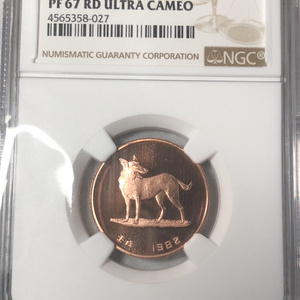 PF 67 RD ULTRA CAMEO
4565358-027
NUMISMATIC GUARANTY CORPORATION
NGC
1982